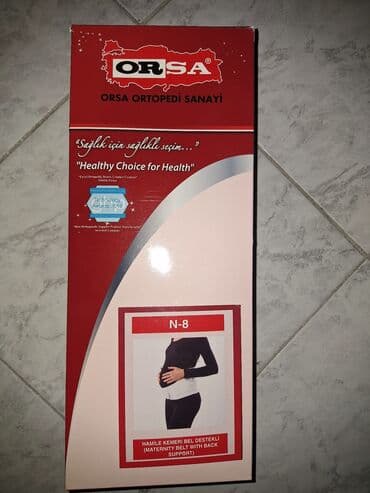 ORSA®
ORSA ORTOPEDİ SANAYİ
"Sağlık için sağlıklı seçim..."
"Healthy Choice for Health"
N-8
HAMİLE KEMERİ BEL DESTEKLİ
(MATERNITY BELT WITH BACK
SUPPORT)